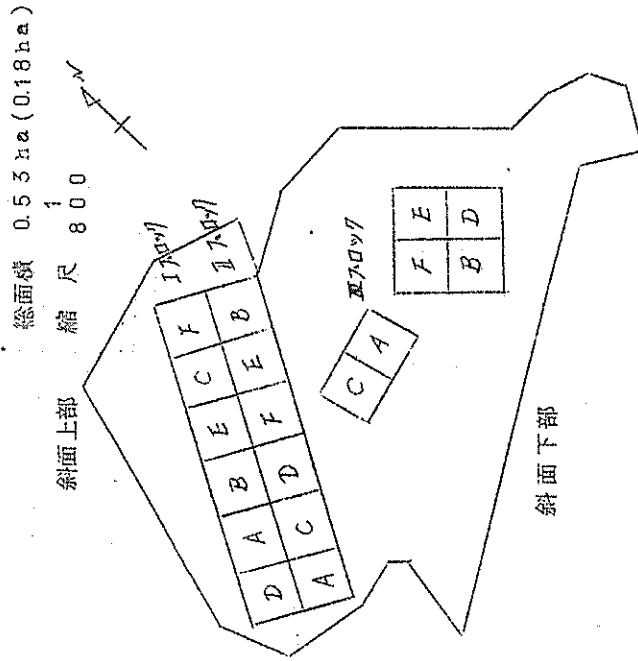 総面積 0.53ha(0.18ha)
縮尺 1
800
N
斜面上部
Iブロック
IIブロック
D A B E C F
A C D F E B
IIIブロック
C A
F E
B D
斜面下部